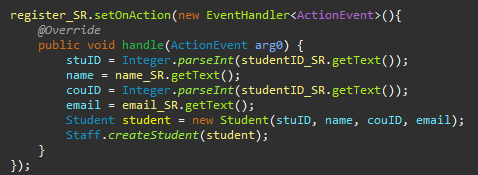 register_SR.setOnAction(new EventHandler<ActionEvent>(){
@Override
public void handle(ActionEvent arg0) {
stuID = Integer.parseInt(studentID_SR.getText());
name = name_SR.getText();
couID = Integer.parseInt(studentID_SR.getText());
email = email_SR.getText();
Student student = new Student(stuID, name, couID, email);
Staff.createStudent(student);
}
});